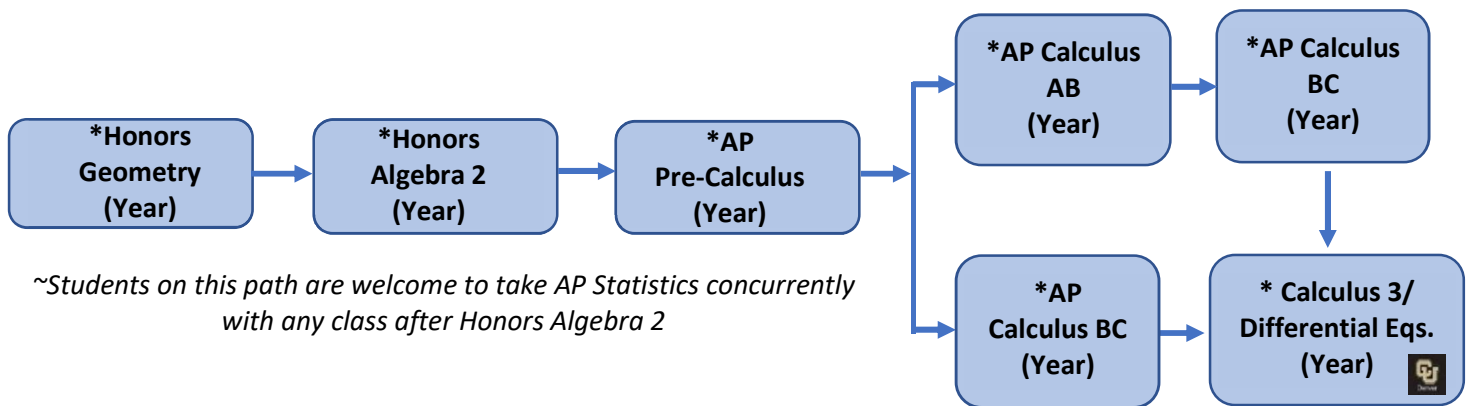 *Honors
Geometry
(Year)
*Honors
Algebra 2
(Year)
*AP
Pre-Calculus
(Year)
*AP Calculus
AB
(Year)
*AP Calculus
BC
(Year)
~Students on this path are welcome to take AP Statistics concurrently
with any class after Honors Algebra 2
*AP
Calculus BC
(Year)
* Calculus 3/
Differential Eqs.
(Year)
CU
Denver